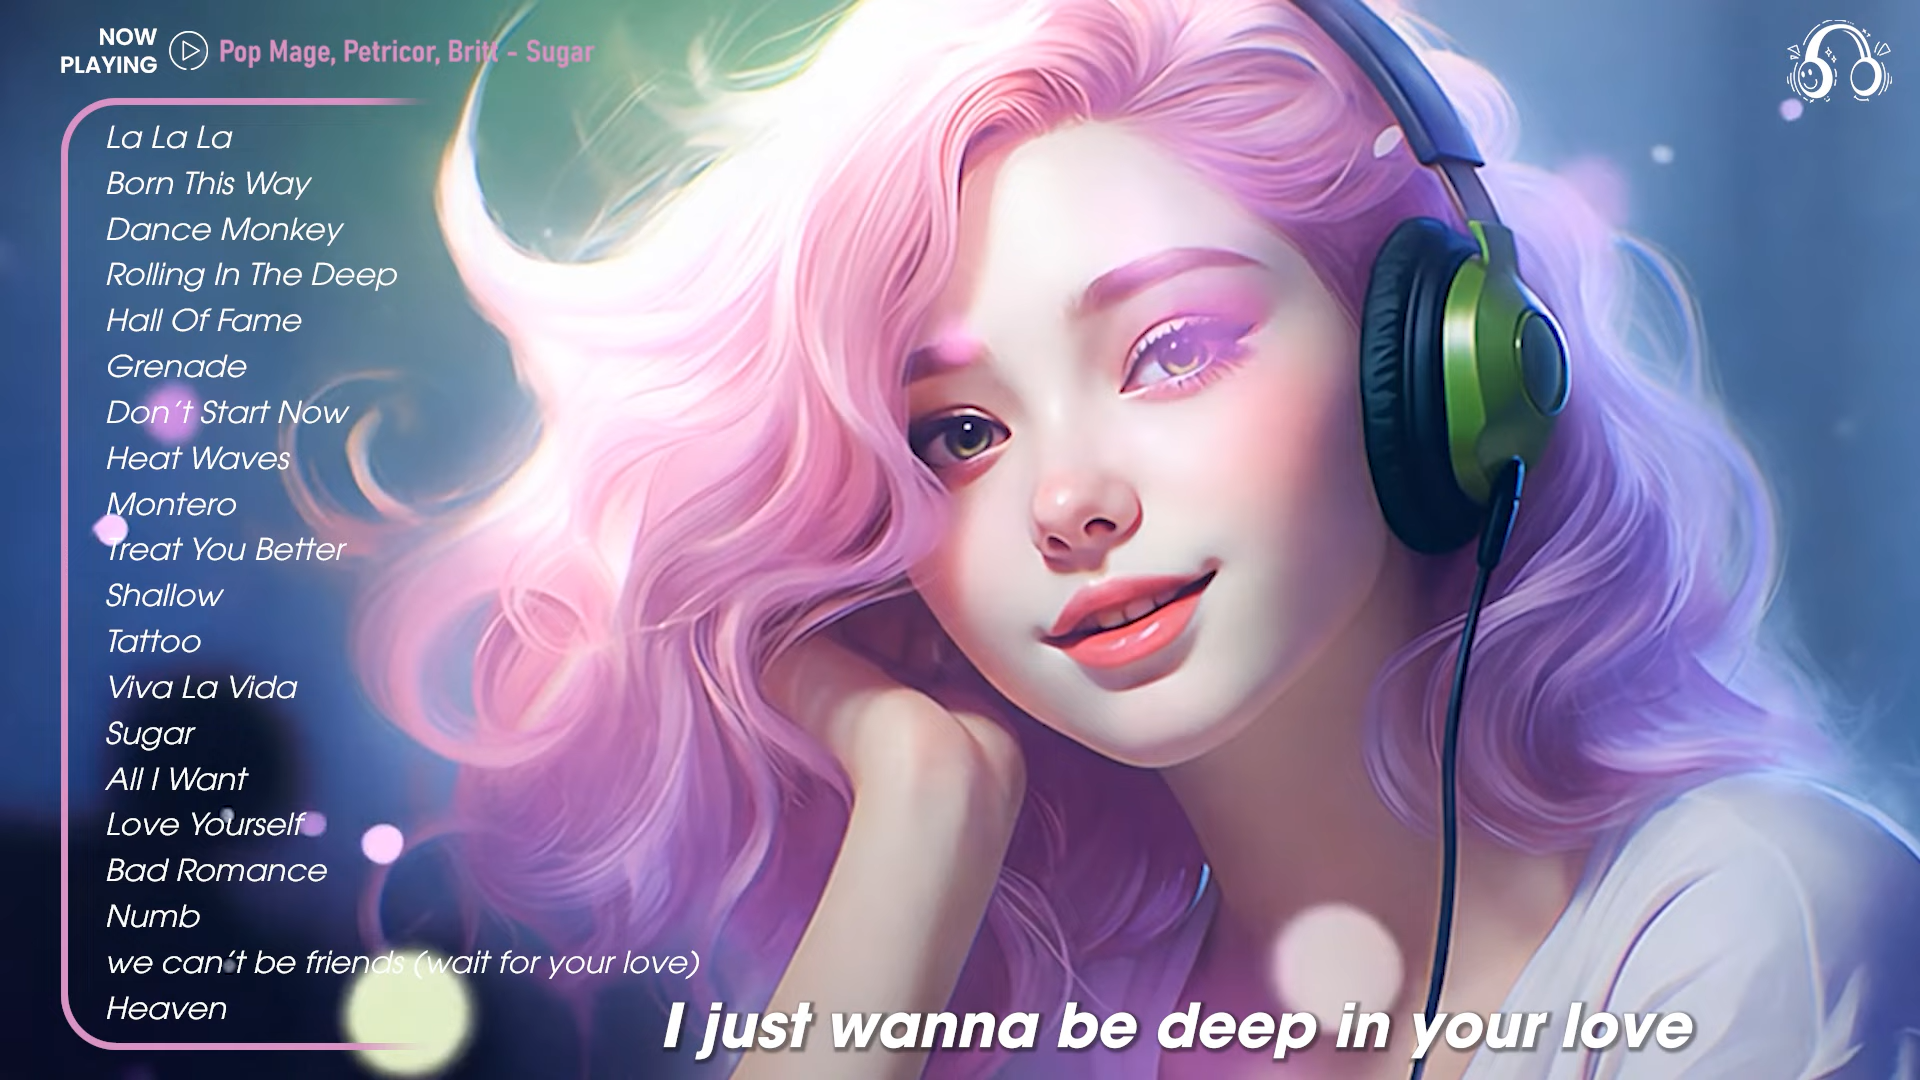 NOW
PLAYING
Pop Mage, Petricor, Britt - Sugar
La La La
Born This Way
Dance Monkey
Rolling In The Deep
Hall Of Fame
Grenade
Don't Start Now
Heat Waves
Montero
Treat You Better
Shallow
Tattoo
Viva La Vida
Sugar
All I Want
Love Yourself
Bad Romance
Numb
we can't be friends (wait for your love)
Heaven
I just wanna be deep in your love